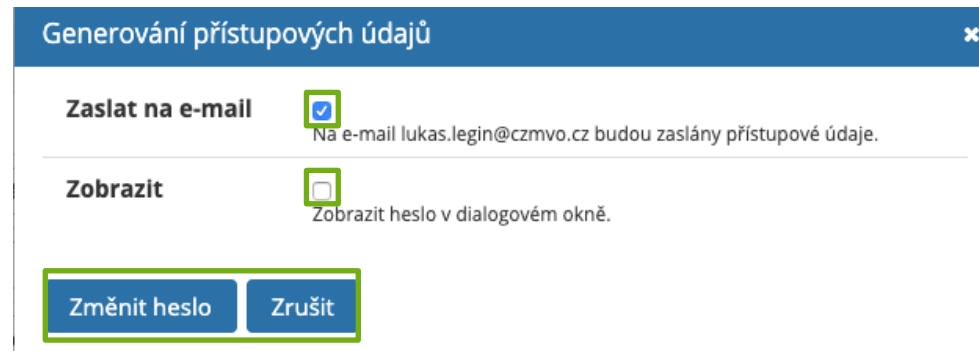 Generování přístupových údajů
Zaslat na e-mail
Na e-mail lukas.legin@czmvo.cz budou zaslány přístupové údaje.
Zobrazit
Zobrazit heslo v dialogovém okně.
Změnit heslo Zrušit